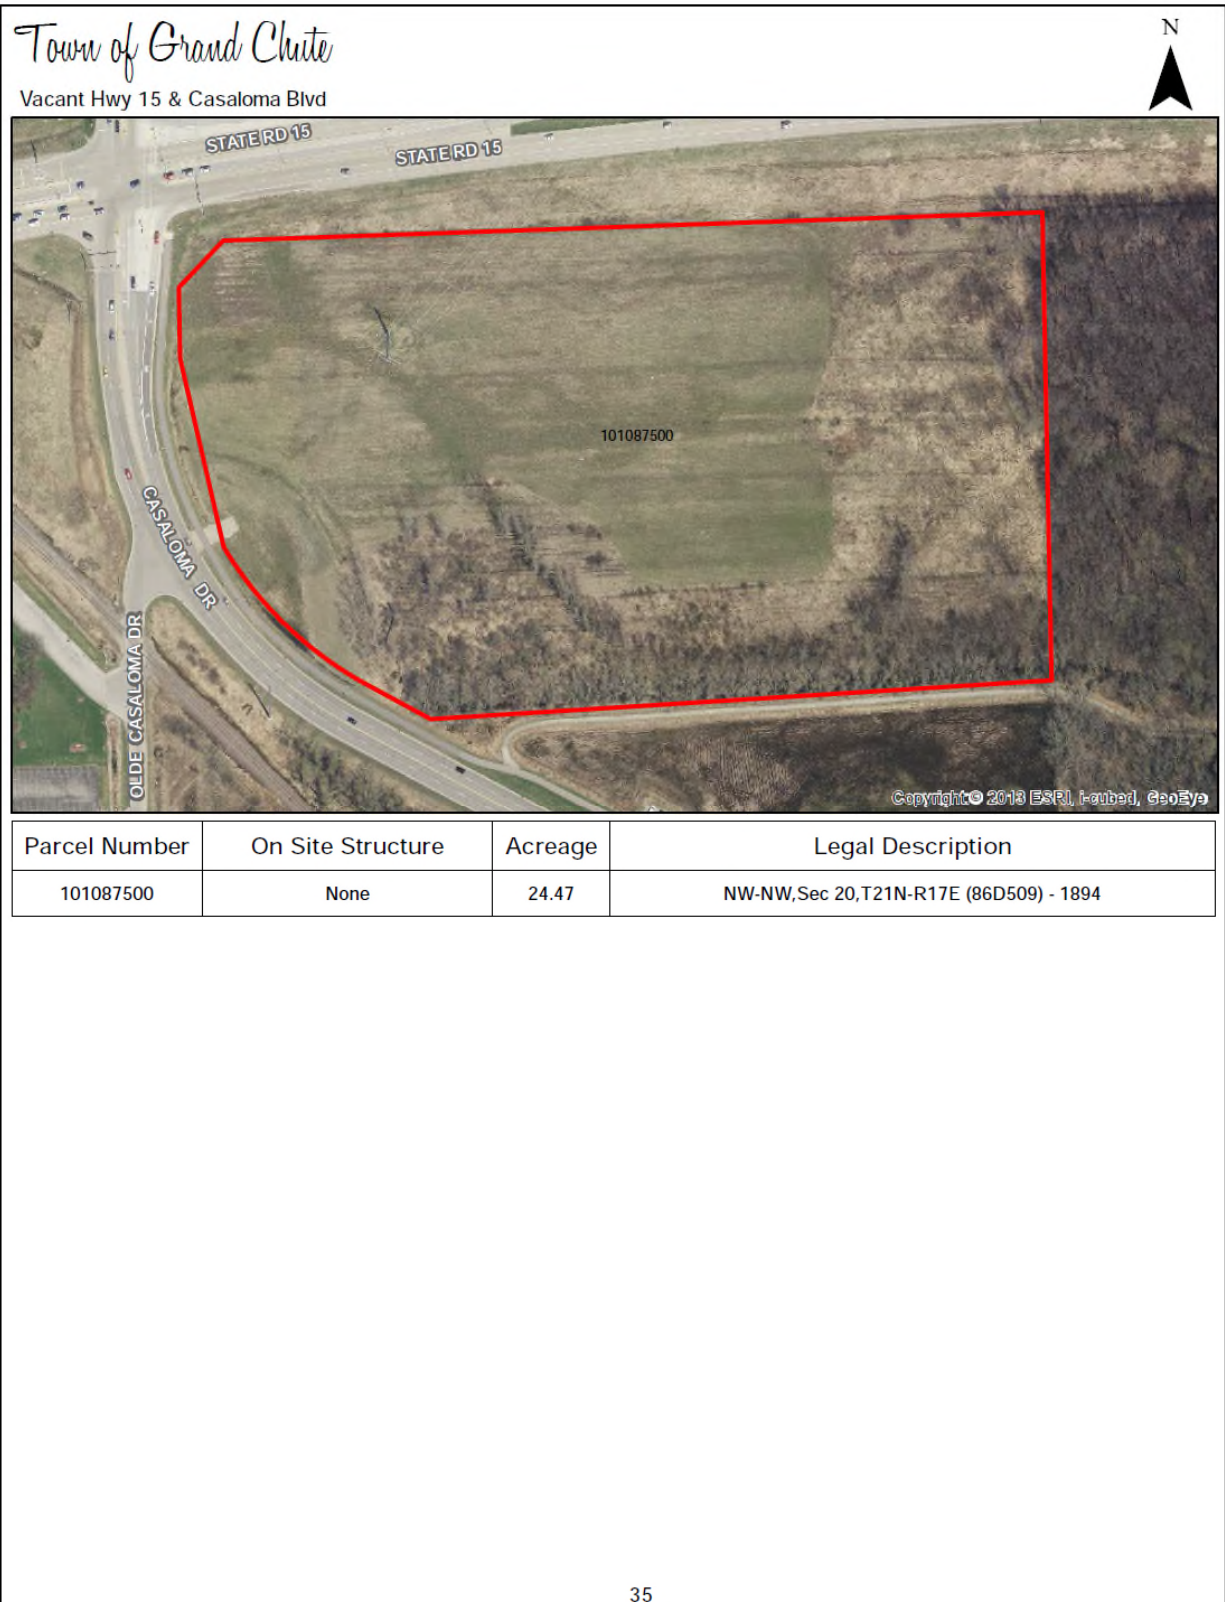 Town of Grand Chute
N
Vacant Hwy 15 & Casaloma Blvd
STATE RD 15
STATE RD 15
101087500
CASALOMA DR
OLDE CASALOMA DR
Copyright:© 2013 ESRI, i-cubed, GeoEye
Parcel Number On Site Structure Acreage Legal Description
101087500 None 24.47 NW-NW,Sec 20,T21N-R17E (86D509) - 1894
35